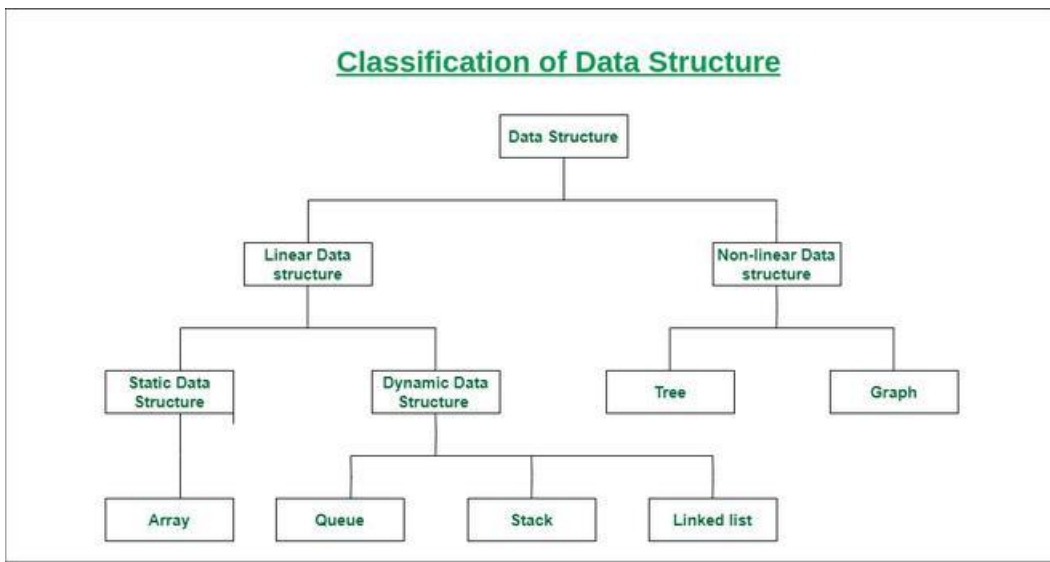 Classification of Data Structure
Data Structure
Linear Data
structure
Non-linear Data
structure
Static Data
Structure
Dynamic Data
Structure
Tree
Graph
Array
Queue
Stack
Linked list